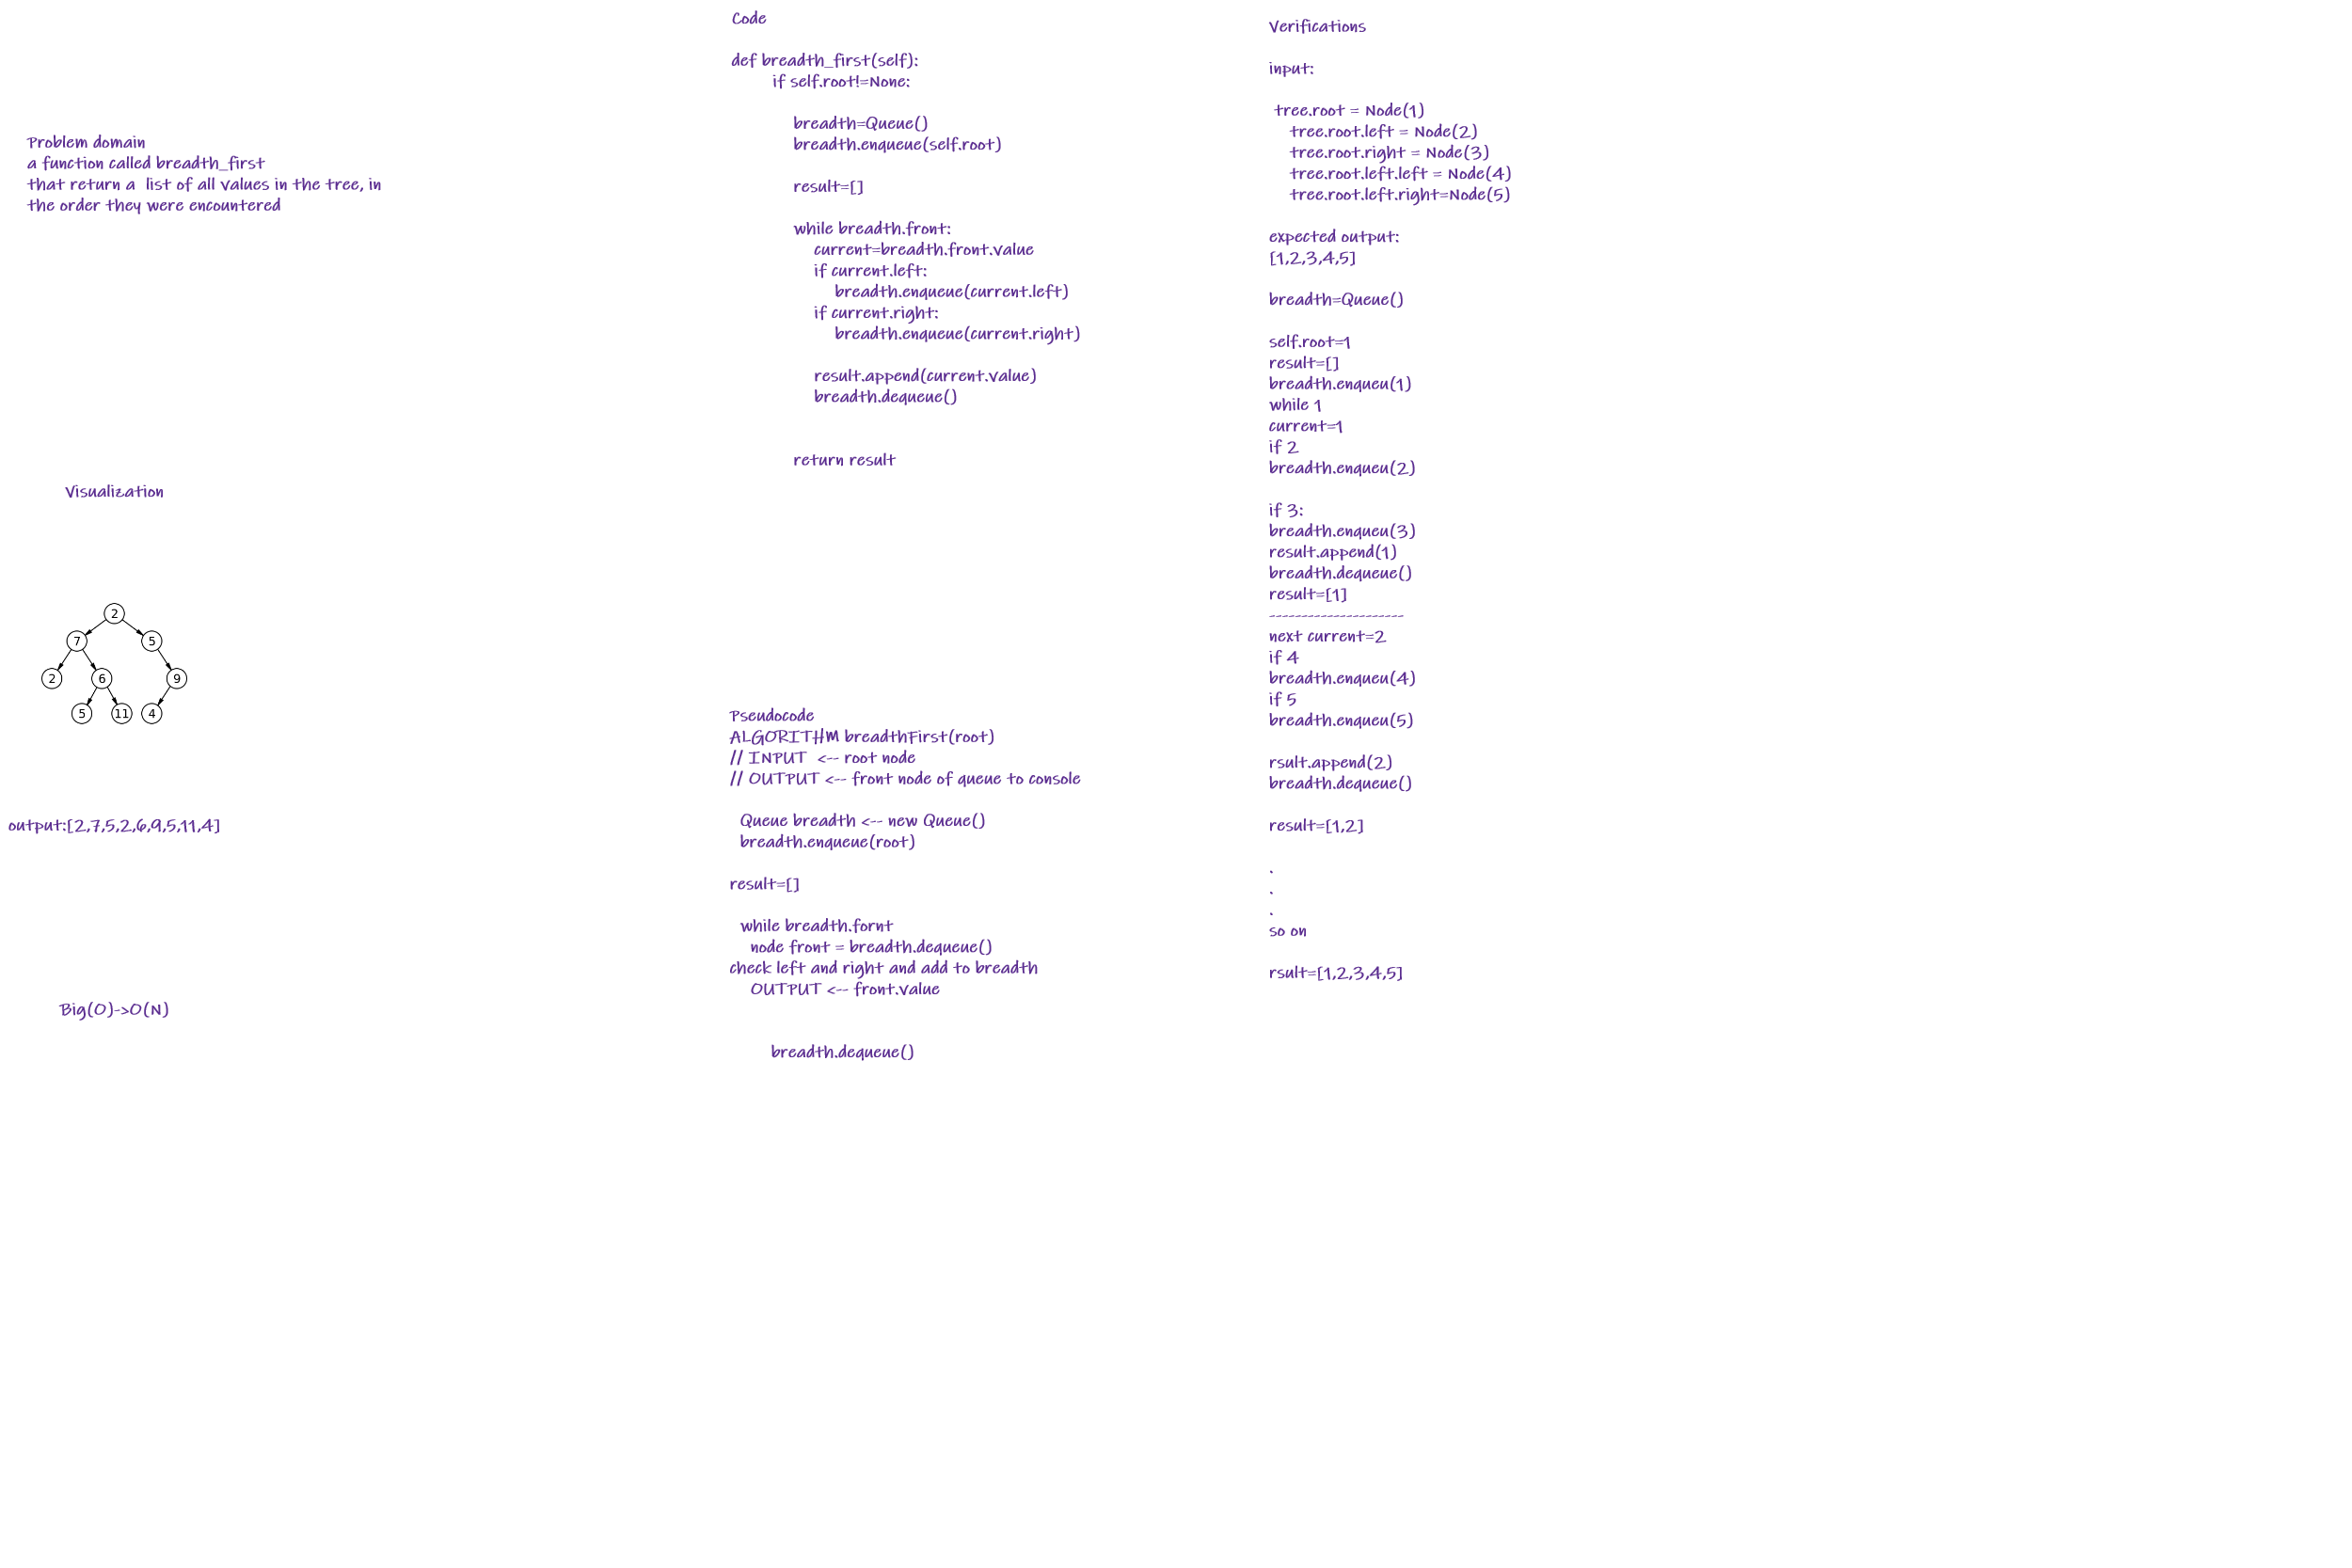 Problem domain
a function called breadth_first
that return a  list of all values in the tree, in
the order they were encountered
Visualization
2
7 5
2 6 9
5 11 4
output:[2,7,5,2,6,9,5,11,4]
Big(O)->O(N)
Code
def breadth_first(self):
if self.root!=None:
breadth=Queue()
breadth.enqueue(self.root)
result=[]
while breadth.front:
current=breadth.front.value
if current.left:
breadth.enqueue(current.left)
if current.right:
breadth.enqueue(current.right)
result.append(current.value)
breadth.dequeue()
return result
Pseudocode
ALGORITHM breadthFirst(root)
// INPUT  <-- root node
// OUTPUT <-- front node of queue to console
Queue breadth <-- new Queue()
breadth.enqueue(root)
result=[]
while breadth.fornt
node front = breadth.dequeue()
check left and right and add to breadth
OUTPUT <-- front.value
breadth.dequeue()
Verifications
input:
tree.root = Node(1)
tree.root.left = Node(2)
tree.root.right = Node(3)
tree.root.left.left = Node(4)
tree.root.left.right=Node(5)
expected output:
[1,2,3,4,5]
breadth=Queue()
self.root=1
result=[]
breadth.enqueu(1)
while 1
current=1
if 2
breadth.enqueu(2)
if 3:
breadth.enqueu(3)
result.append(1)
breadth.dequeue()
result=[1]
---------------------
next current=2
if 4
breadth.enqueu(4)
if 5
breadth.enqueu(5)
rsult.append(2)
breadth.dequeue()
result=[1,2]
.
.
.
so on
rsult=[1,2,3,4,5]